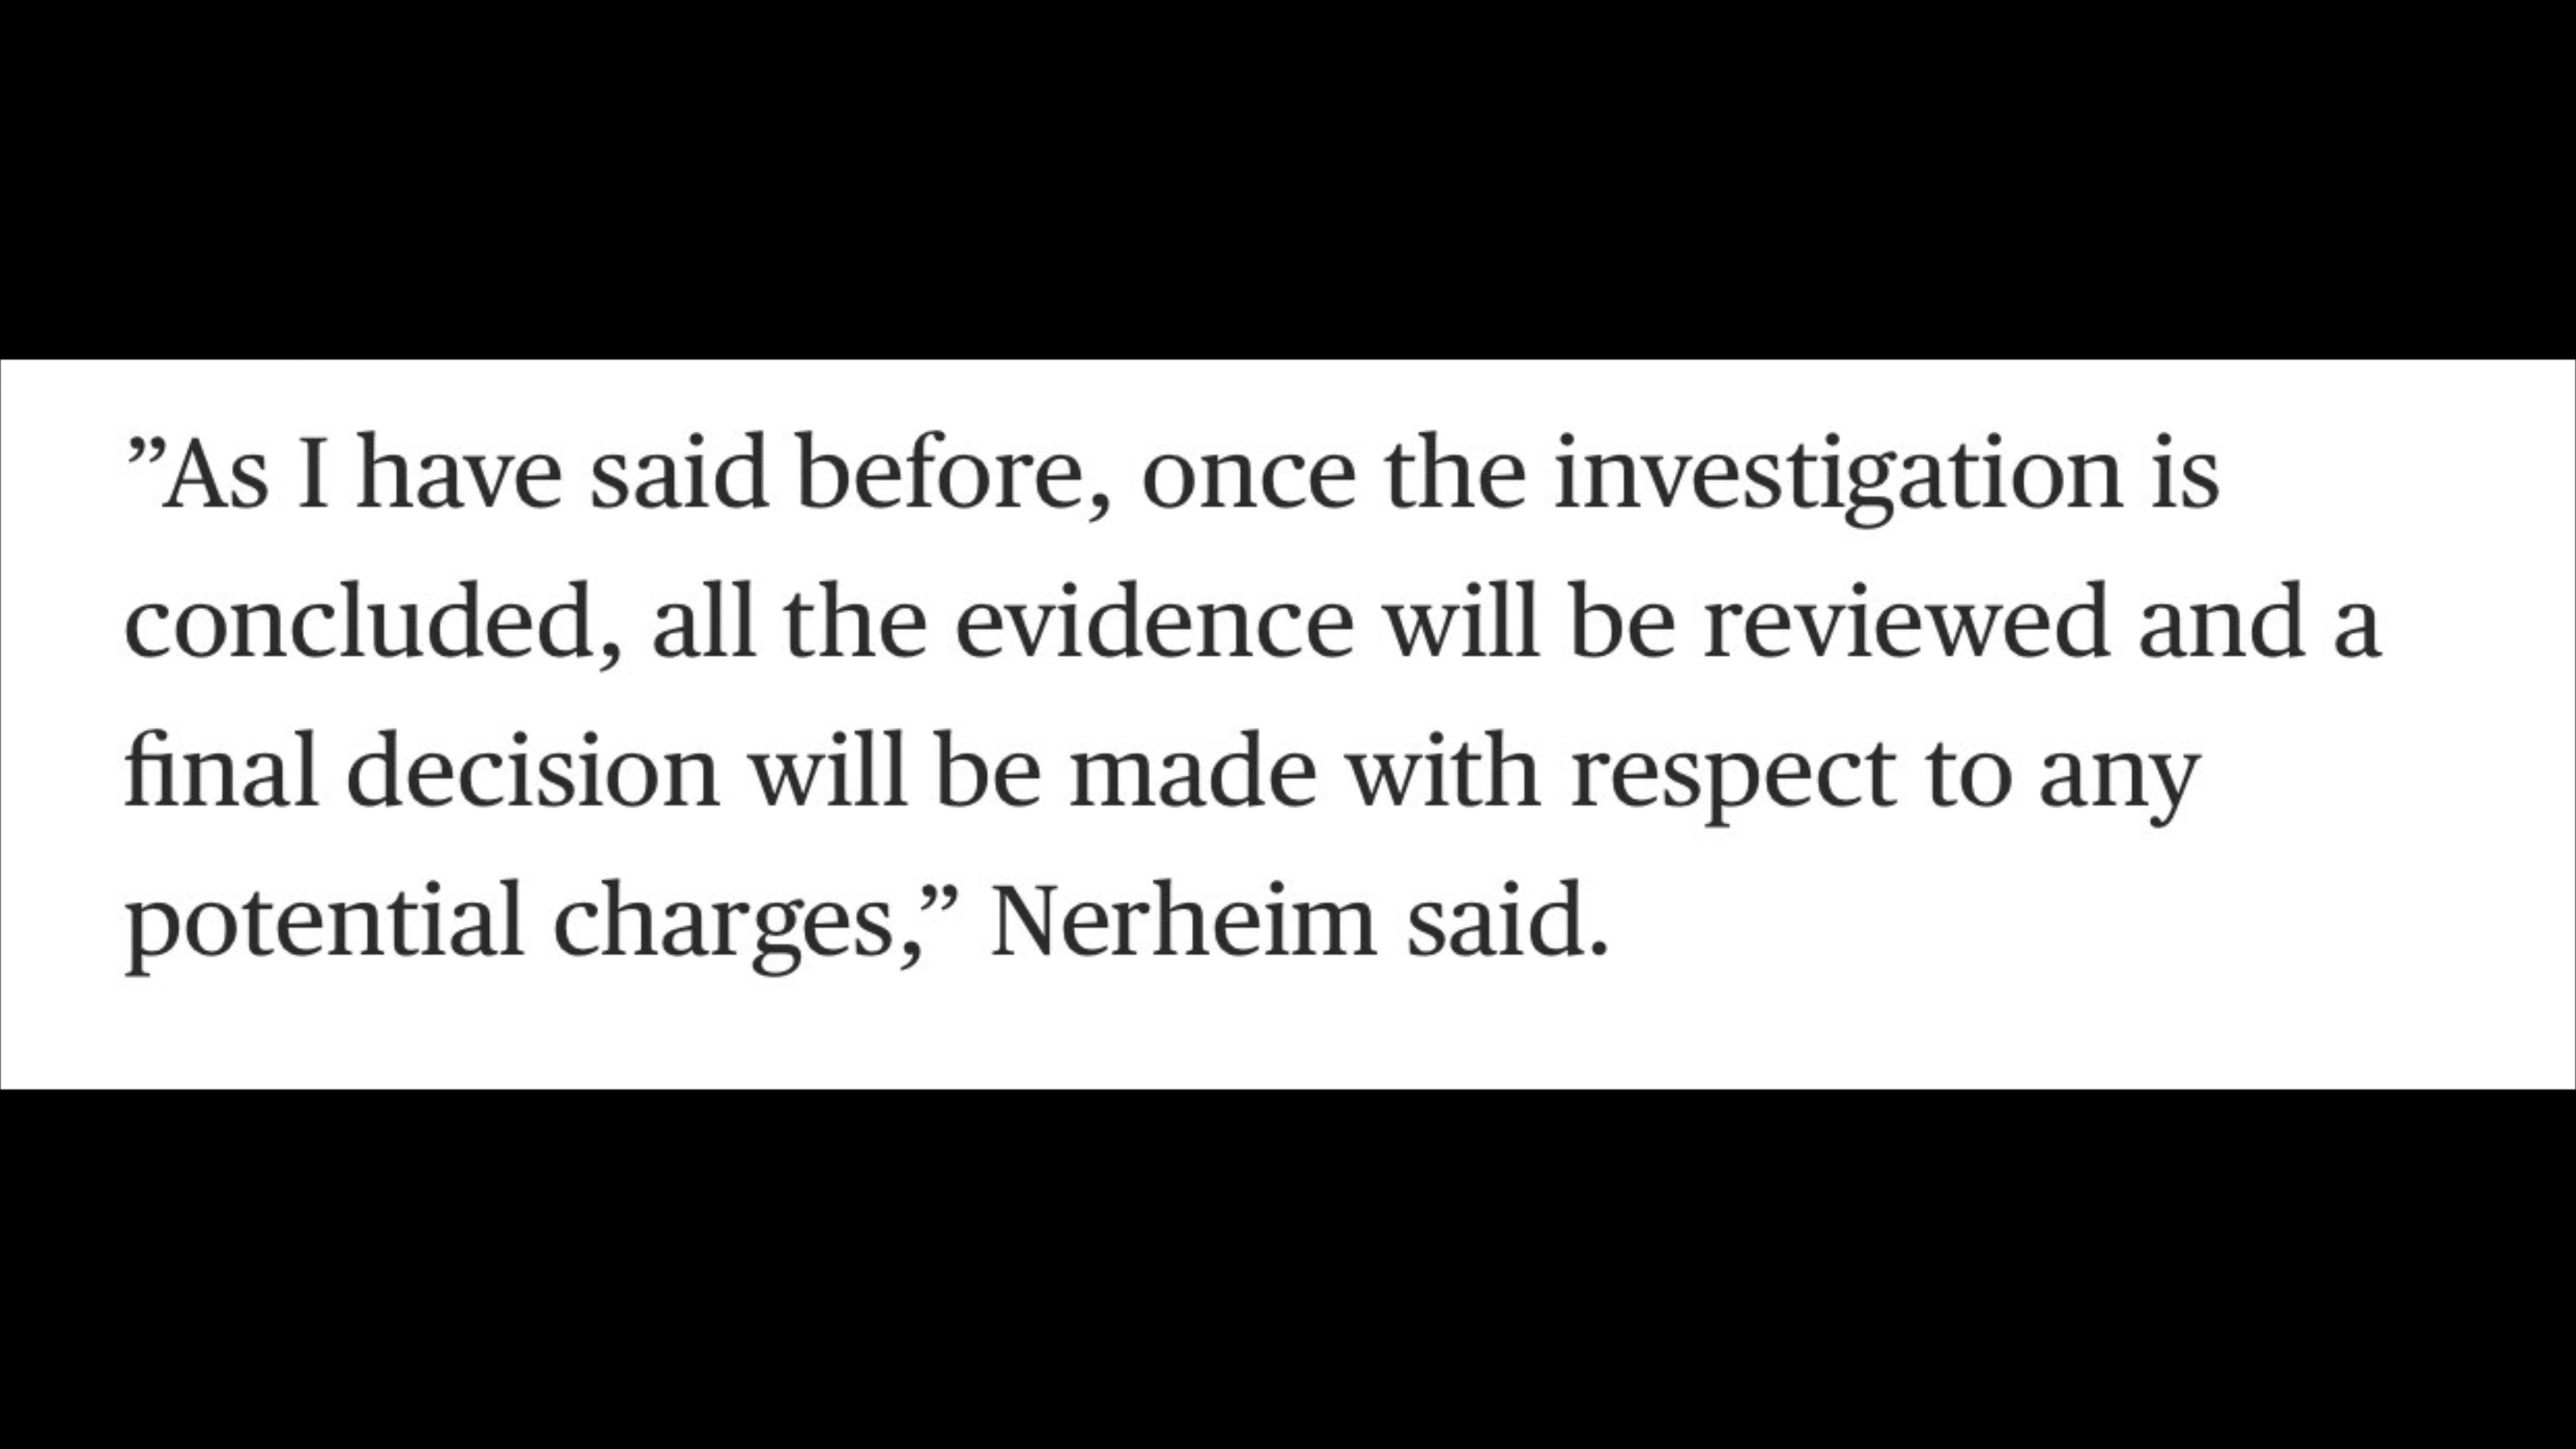 ”As I have said before, once the investigation is
concluded, all the evidence will be reviewed and a
final decision will be made with respect to any
potential charges,” Nerheim said.